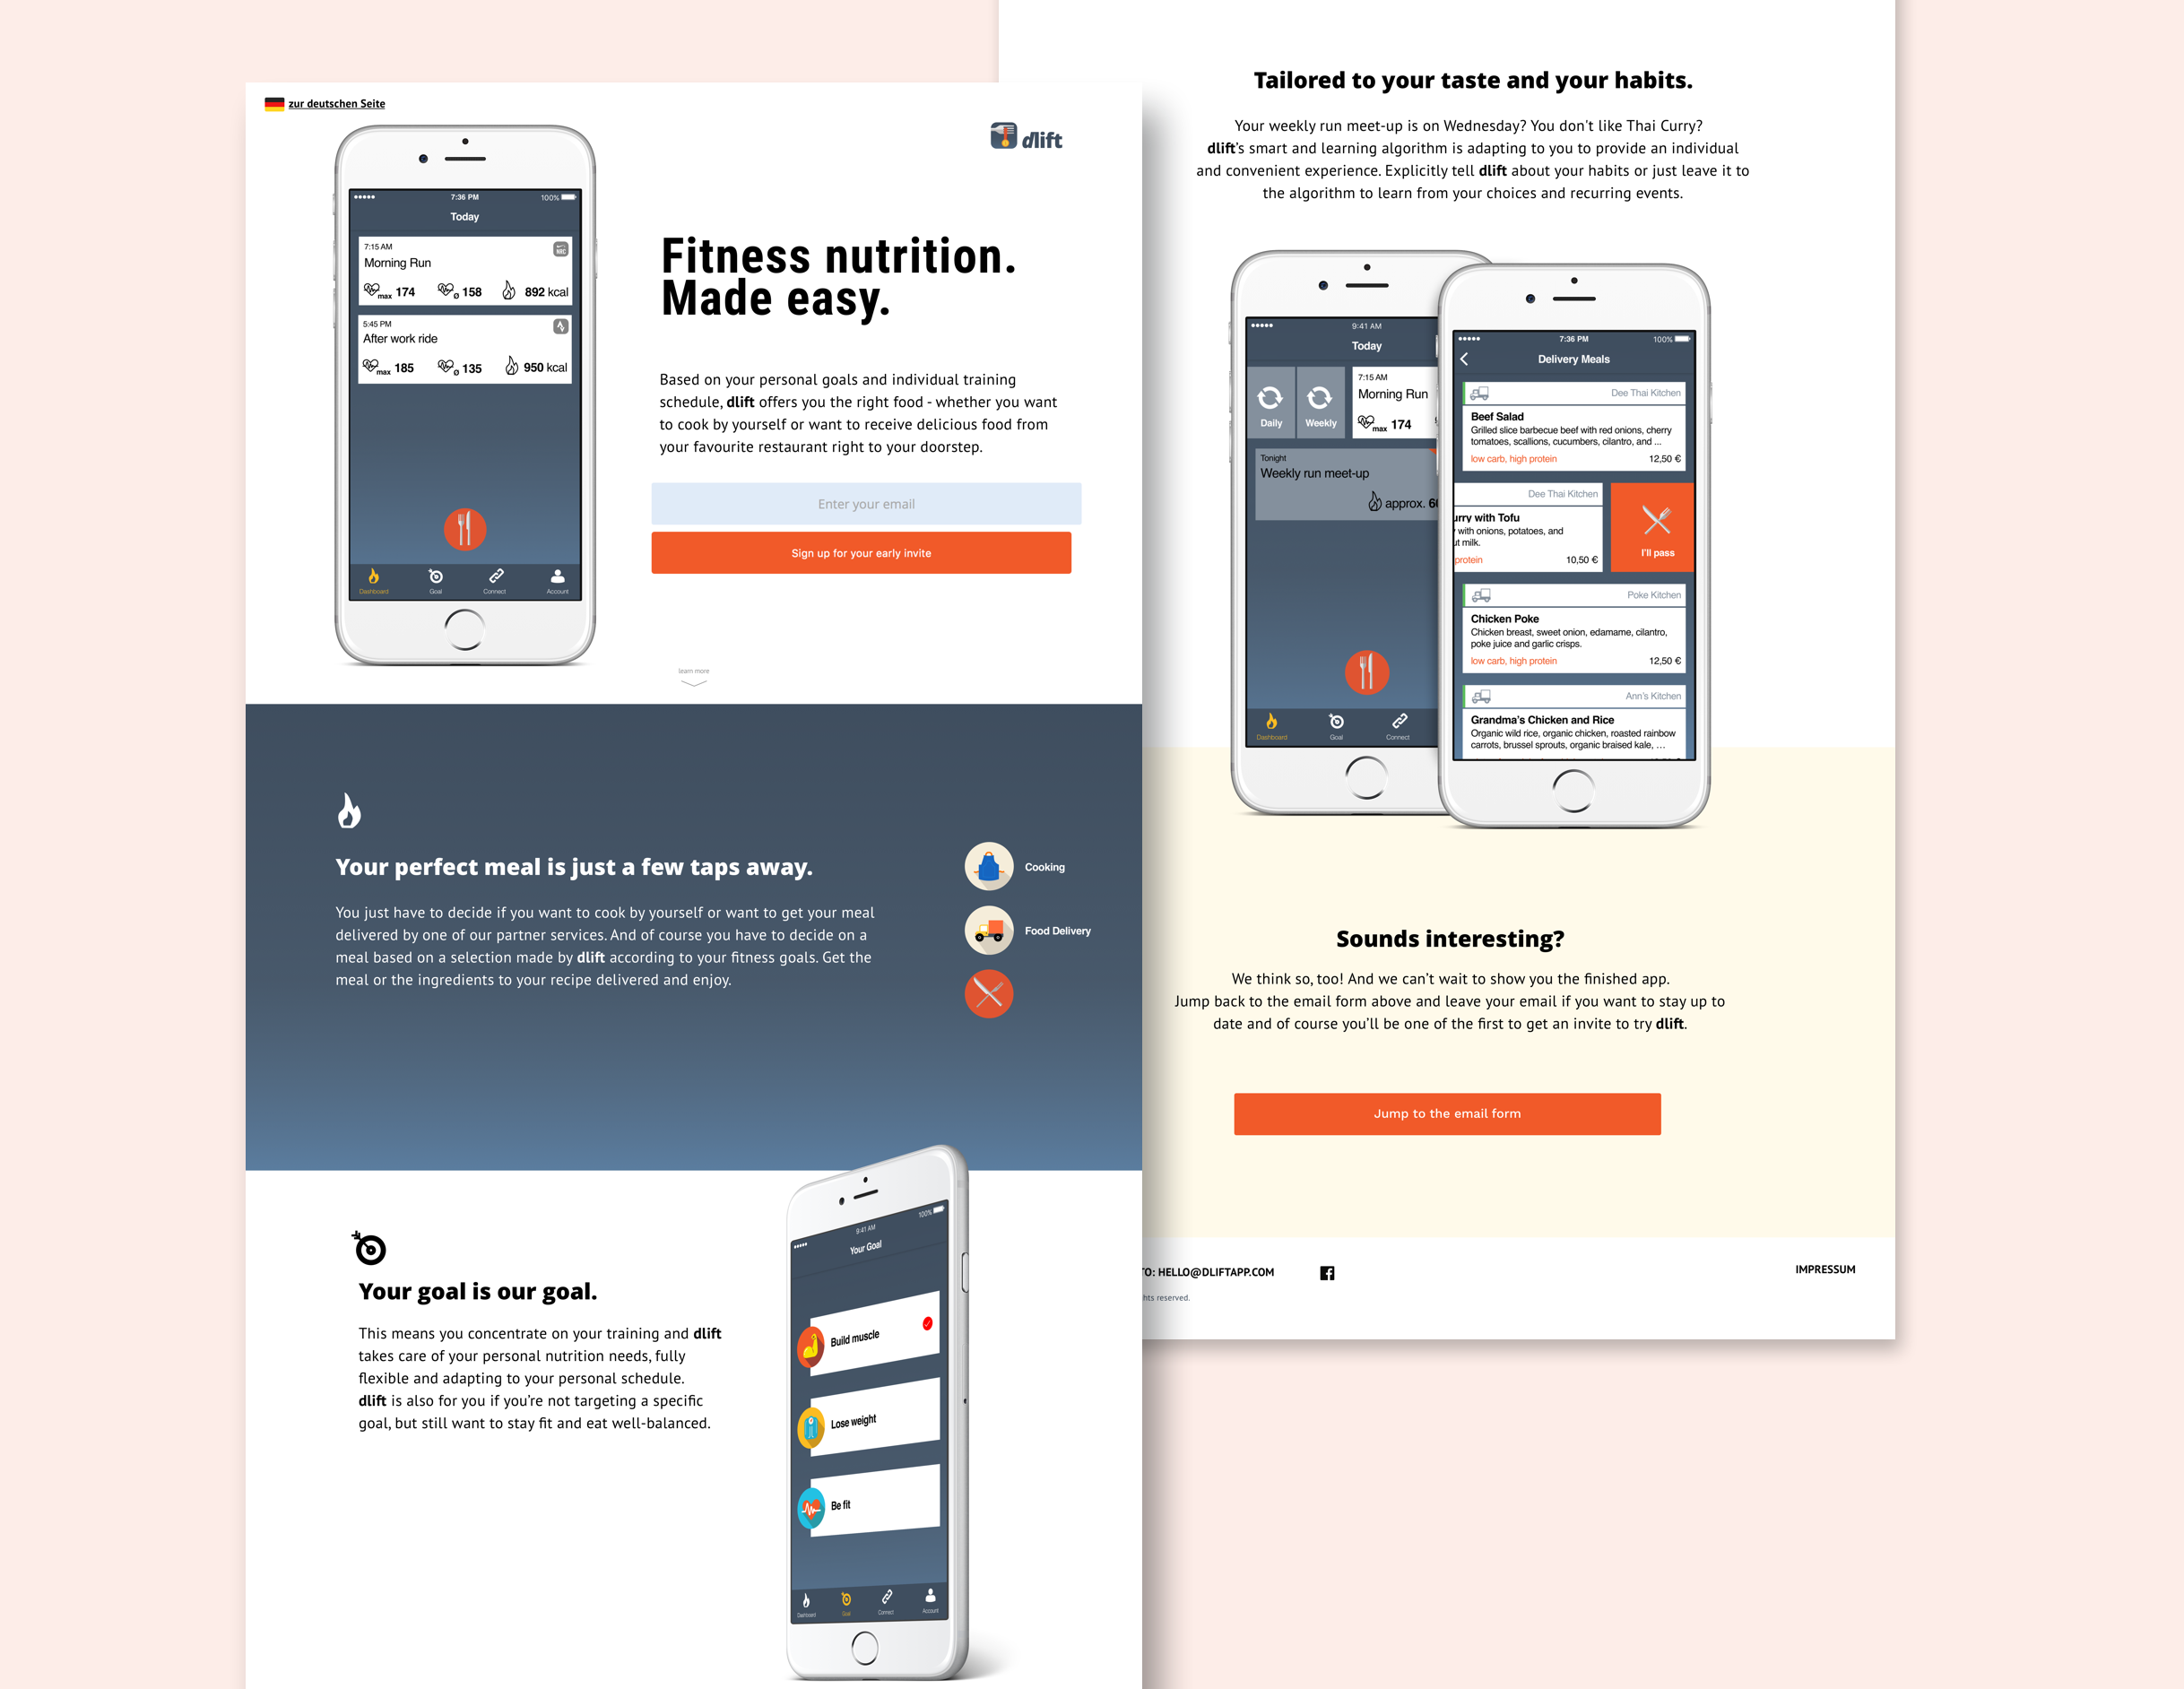 zur deutschen Seite
dlift
7:36 PM
100%
Today
7:15 AM
NRC
Morning Run
max 174
ø 158
892 kcal
5:45 PM
After work ride
max 185
ø 135
950 kcal
Dashboard
Goal
Connect
Account
Fitness nutrition.
Made easy.
Based on your personal goals and individual training
schedule, dlift offers you the right food - whether you want
to cook by yourself or want to receive delicious food from
your favourite restaurant right to your doorstep.
Enter your email
Sign up for your early invite
learn more
Your perfect meal is just a few taps away.
You just have to decide if you want to cook by yourself or want to get your meal
delivered by one of our partner services. And of course you have to decide on a
meal based on a selection made by dlift according to your fitness goals. Get the
meal or the ingredients to your recipe delivered and enjoy.
Cooking
Food Delivery
Your goal is our goal.
This means you concentrate on your training and dlift
takes care of your personal nutrition needs, fully
flexible and adapting to your personal schedule.
dlift is also for you if you're not targeting a specific
goal, but still want to stay fit and eat well-balanced.
9:41 AM
100%
Your Goal
Build muscle
Lose weight
Be fit
Dashboard
Goal
Connect
Account
Tailored to your taste and your habits.
Your weekly run meet-up is on Wednesday? You don't like Thai Curry?
dlift's smart and learning algorithm is adapting to you to provide an individual
and convenient experience. Explicitly tell dlift about your habits or just leave it to
the algorithm to learn from your choices and recurring events.
9:41 AM
Today
Daily
Weekly
7:15 AM
Morning Run
max 174
Tonight
Weekly run meet-up
approx.
Dashboard
Goal
Connect
7:36 PM
100%
Delivery Meals
Dee Thai Kitchen
Beef Salad
Grilled slice barbecue beef with red onions, cherry
tomatoes, scallions, cucumbers, cilantro, and ...
low carb, high protein
12,50 €
Dee Thai Kitchen
urry with Tofu
with onions, potatoes, and
ut milk.
protein
10,50 €
I'll pass
Poke Kitchen
Chicken Poke
Chicken breast, sweet onion, edamame, cilantro,
poke juice and garlic crisps.
low carb, high protein
12,50 €
Ann's Kitchen
Grandma's Chicken and Rice
Organic wild rice, organic chicken, roasted rainbow
carrots, brussel sprouts, organic braised kale, ...
Sounds interesting?
We think so, too! And we can't wait to show you the finished app.
Jump back to the email form above and leave your email if you want to stay up to
date and of course you'll be one of the first to get an invite to try dlift.
Jump to the email form
TO: HELLO@DLIFTAPP.COM
IMPRESSUM
hts reserved.